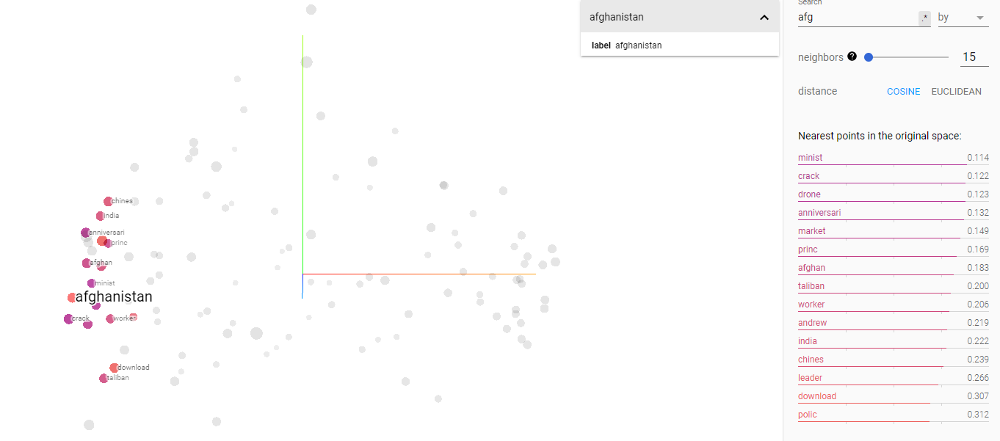 afghanistan
label afghanistan
Search
afg
.*
by
neighbors ?
15
distance
COSINE
EUCLIDEAN
Nearest points in the original space:
minist 0.114
crack 0.122
drone 0.123
anniversari 0.132
market 0.149
princ 0.169
afghan 0.183
taliban 0.200
worker 0.206
andrew 0.219
india 0.222
chines 0.239
leader 0.266
download 0.307
polic 0.312
chines
india
anniversari
princ
afghan
minist
afghanistan
crack
worker
download
taliban